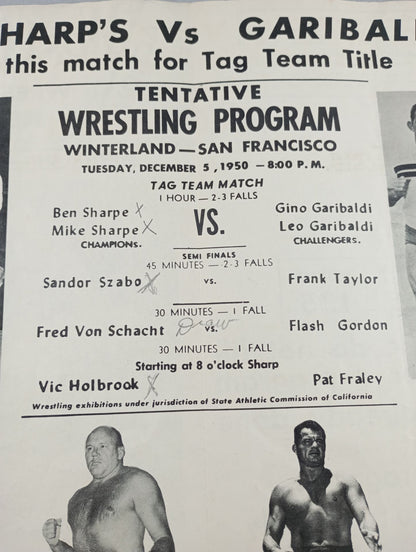 HARP'S Vs GARIBAL
this match for Tag Team Title
TENTATIVE
WRESTLING PROGRAM
WINTERLAND — SAN FRANCISCO
TUESDAY, DECEMBER 5, 1950 — 8:00 P. M.
TAG TEAM MATCH
1 HOUR — 2-3 FALLS
Ben Sharpe X VS. Gino Garibaldi
Mike Sharpe X Leo Garibaldi
CHAMPIONS. CHALLENGERS.
SEMI FINALS
45 MINUTES — 2-3 FALLS
Sandor Szabo X vs. Frank Taylor
30 MINUTES — 1 FALL
Fred Von Schacht Draw vs. Flash Gordon
30 MINUTES — 1 FALL
Starting at 8 o'clock Sharp
Vic Holbrook X Pat Fraley
Wrestling exhibitions under jurisdiction of State Athletic Commission of California